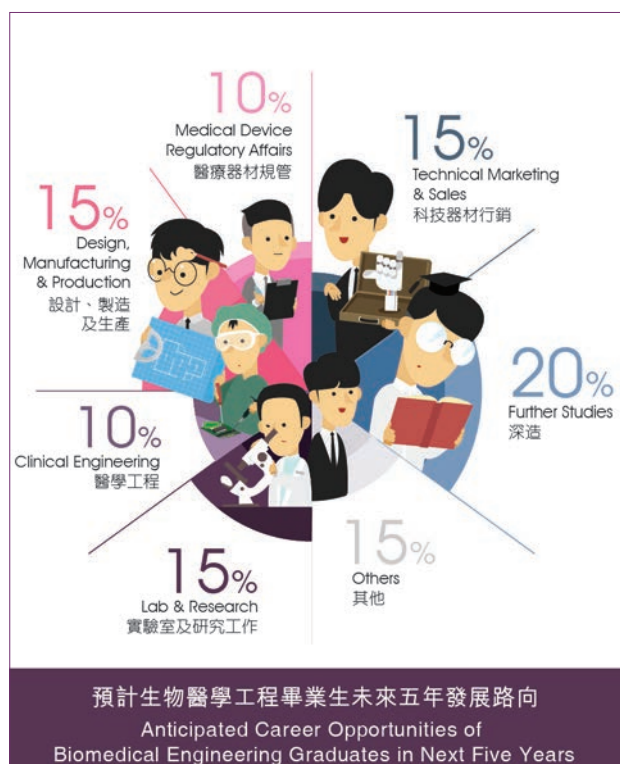 10%
Medical Device
Regulatory Affairs
醫療器材規管
15%
Technical Marketing
& Sales
科技器材行銷
15%
Design,
Manufacturing
& Production
設計、製造
及生產
20%
Further Studies
深造
10%
Clinical Engineering
醫學工程
15%
Others
其他
15%
Lab & Research
實驗室及研究工作
預計生物醫學工程畢業生未來五年發展路向
Anticipated Career Opportunities of
Biomedical Engineering Graduates in Next Five Years